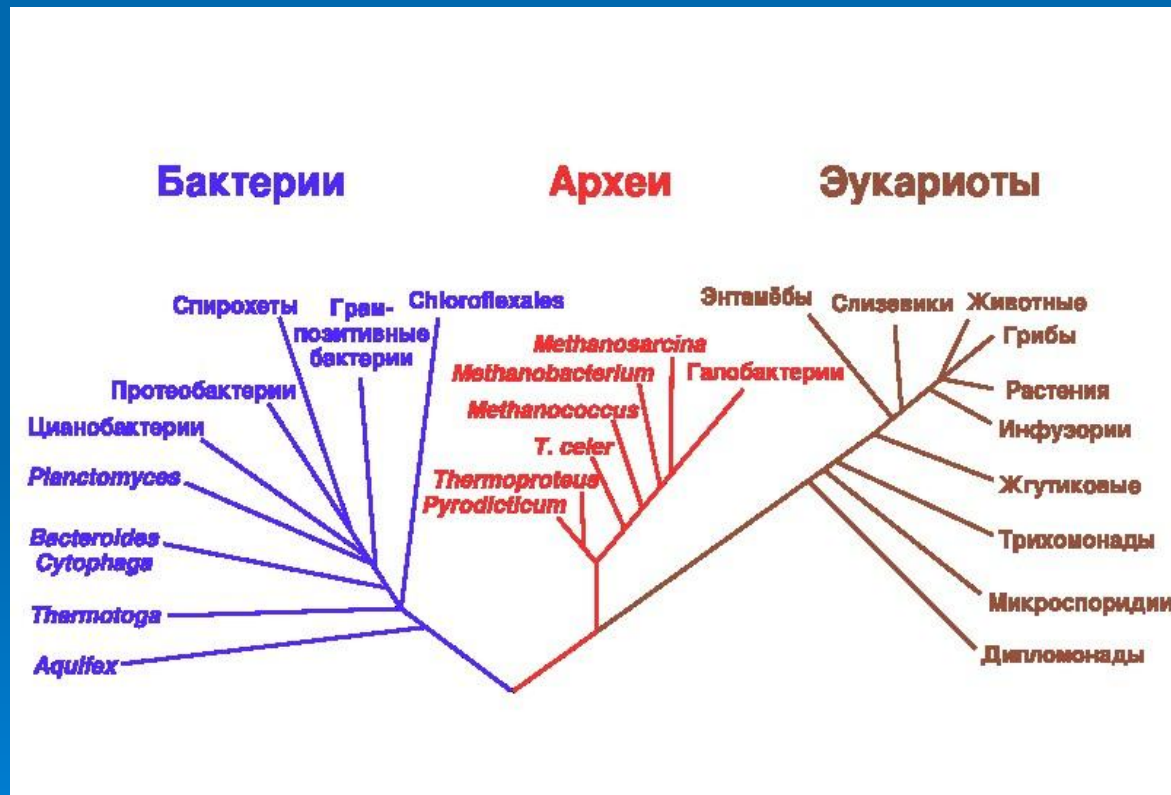 Бактерии
Археи
Эукариоты
Спирохеты
Грам-
позитивные
бактерии
Chloroflexales
Протеобактерии
Цианобактерии
Planctomyces
Bacteroides
Cytophaga
Thermotoga
Aquifex
Methanosarcina
Methanobacterium
Галобактерии
Methanococcus
T. celer
Thermoproteus
Pyrodicticum
Энтамёбы
Слизевики
Животные
Грибы
Растения
Инфузории
Жгутиковые
Трихомонады
Микроспоридии
Дипломонады